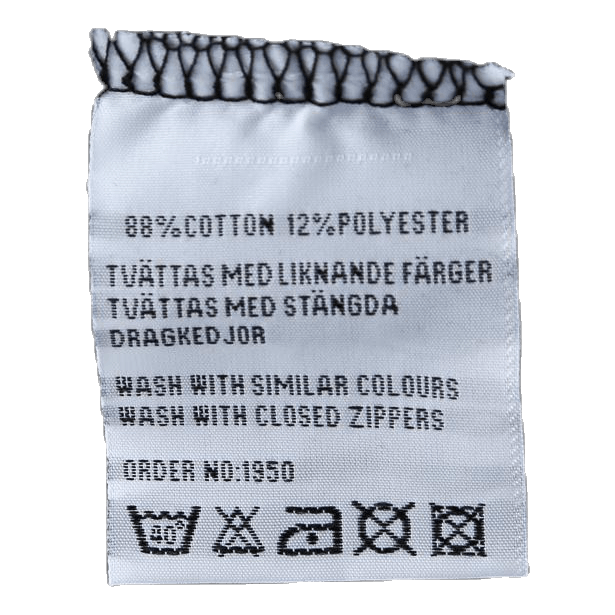 88%COTTON 12%POLYESTER
TVÄTTAS MED LIKNANDE FÄRGER
TVÄTTAS MED STÄNGDA
DRAGKEDJOR
WASH WITH SIMILAR COLOURS
WASH WITH CLOSED ZIPPERS
ORDER NO:1950
40°